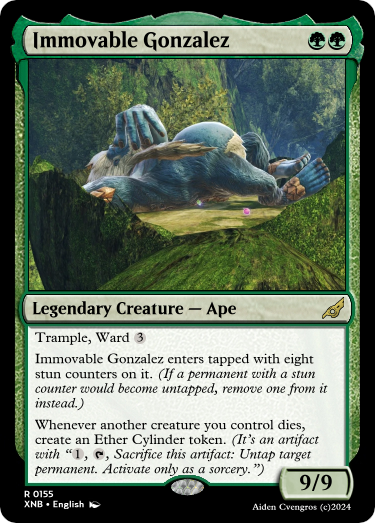 Immovable Gonzalez
Legendary Creature — Ape
Trample, Ward 3
Immovable Gonzalez enters tapped with eight
stun counters on it. (If a permanent with a stun
counter would become untapped, remove one from it
instead.)
Whenever another creature you control dies,
create an Ether Cylinder token. (It's an artifact
with “1, , Sacrifice this artifact: Untap target
permanent. Activate only as a sorcery.”)
9/9
R 0155
XNB • English
Aiden Cvengros (c)2024